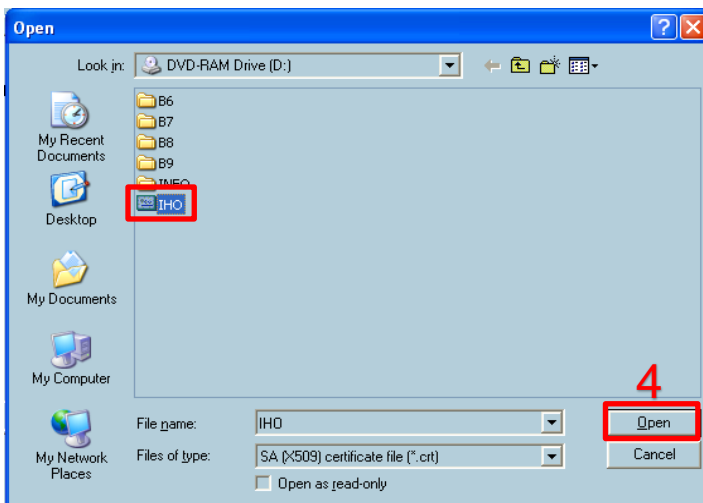 Open
Look in: DVD-RAM Drive (D:)
My Recent
Documents
Desktop
My Documents
My Computer
My Network
Places
B6
B7
B8
B9
INFO
IHO
4
File name: IHO Open
Files of type: SA (X509) certificate file (*.crt) Cancel
Open as read-only